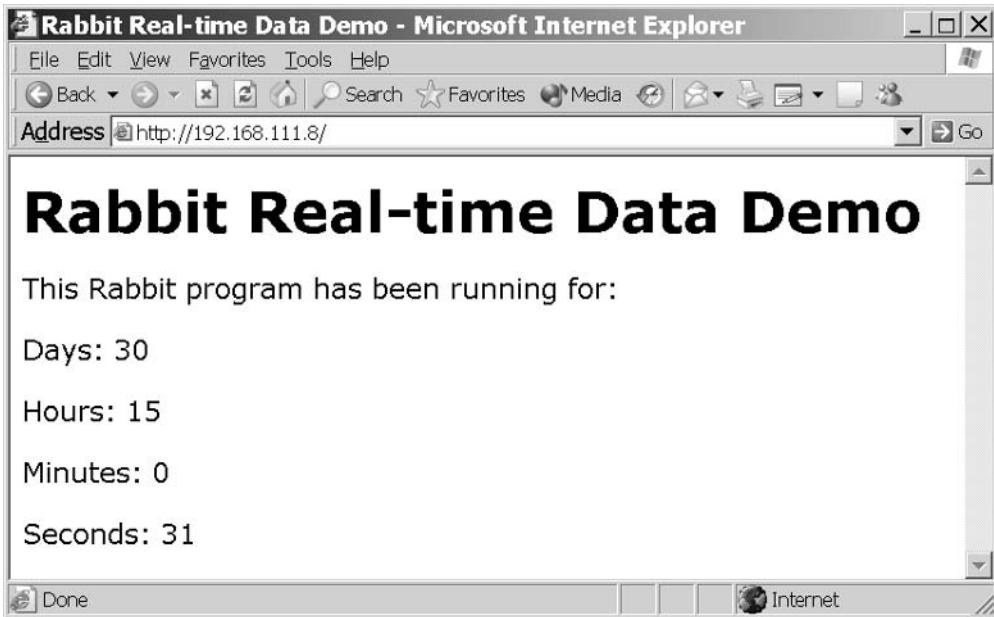 Rabbit Real-time Data Demo - Microsoft Internet Explorer
File Edit View Favorites Tools Help
Back Search Favorites Media
Address http://192.168.111.8/ Go
Rabbit Real-time Data Demo
This Rabbit program has been running for:
Days: 30
Hours: 15
Minutes: 0
Seconds: 31
Done Internet